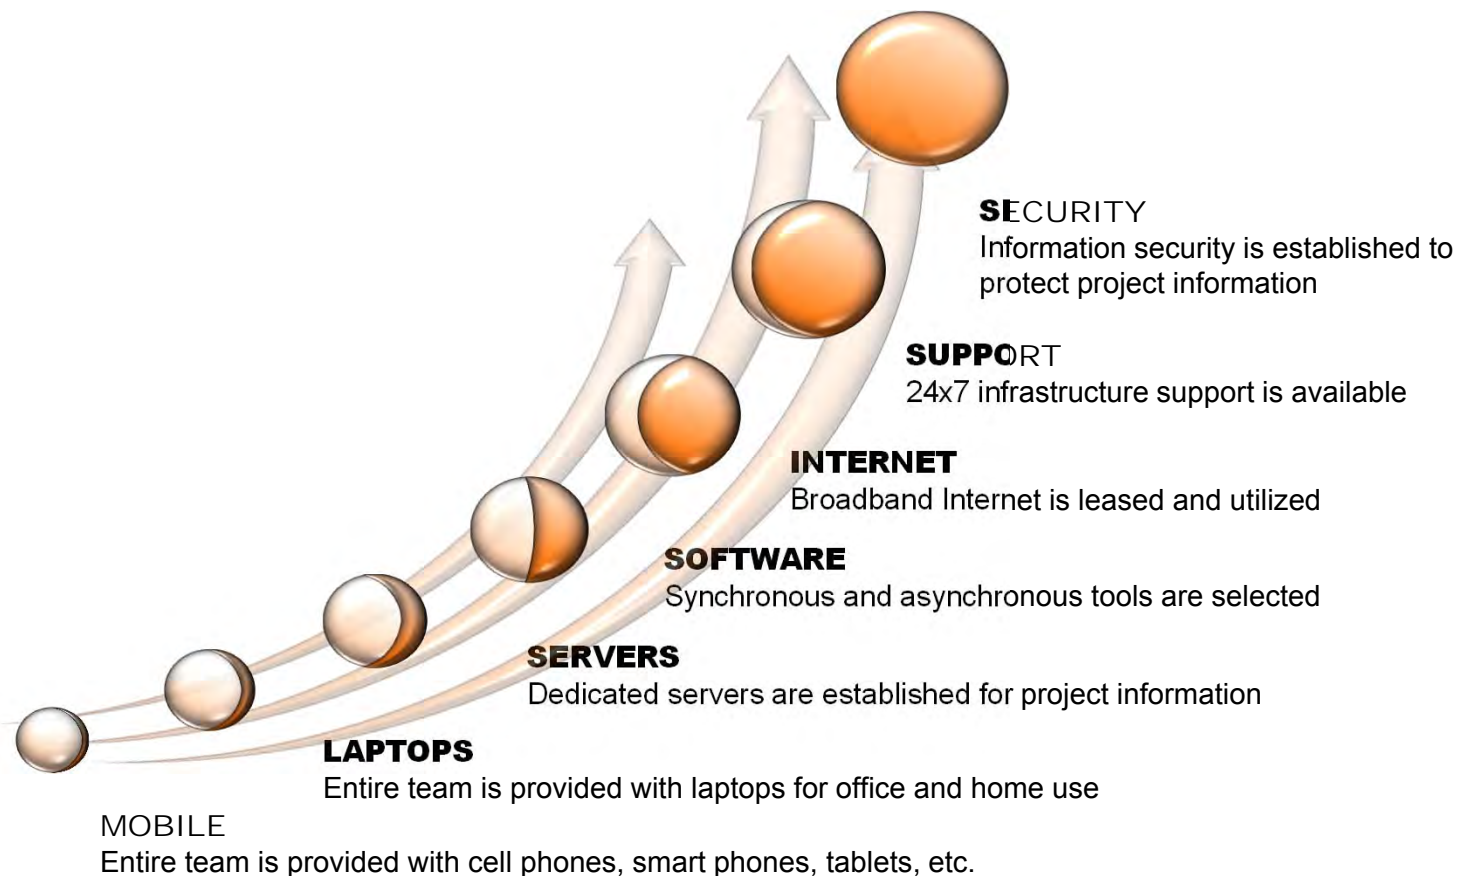 SECURITY
Information security is established to
protect project information
SUPPORT
24x7 infrastructure support is available
INTERNET
Broadband Internet is leased and utilized
SOFTWARE
Synchronous and asynchronous tools are selected
SERVERS
Dedicated servers are established for project information
LAPTOPS
Entire team is provided with laptops for office and home use
MOBILE
Entire team is provided with cell phones, smart phones, tablets, etc.